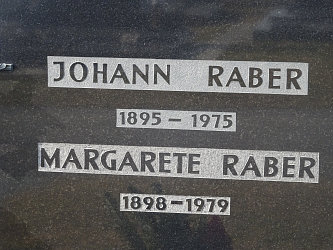 JOHANN RABER
1895 – 1975
MARGARETE RABER
1898 – 1979